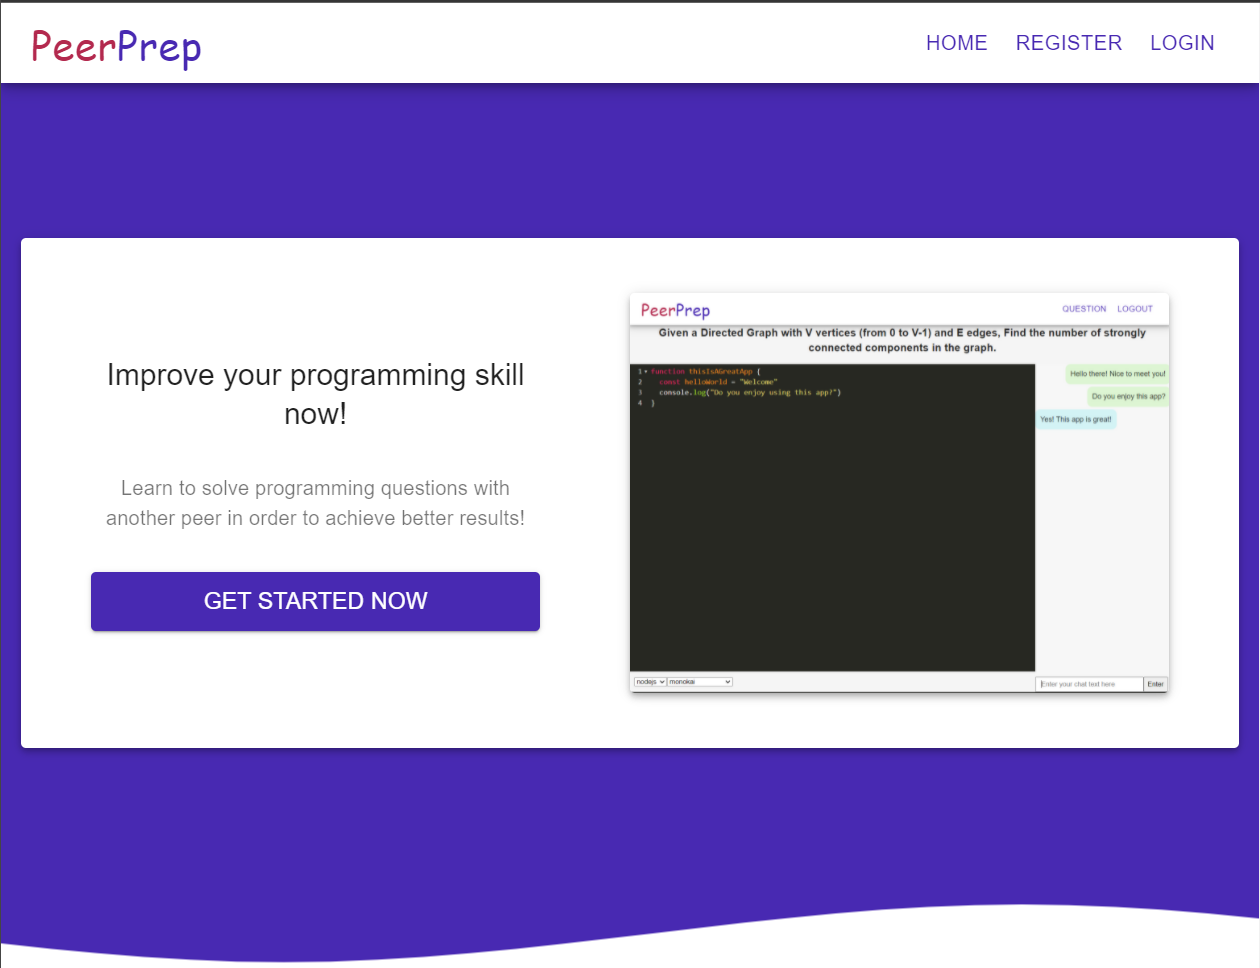 PeerPrep
HOME REGISTER LOGIN
Improve your programming skill
now!
Learn to solve programming questions with
another peer in order to achieve better results!
GET STARTED NOW
PeerPrep
QUESTION LOGOUT
Given a Directed Graph with V vertices (from 0 to V-1) and E edges, Find the number of strongly
connected components in the graph.
1 function thisIsAGreatApp {
2 const helloWorld = "Welcome"
3 console.log("Do you enjoy using this app?")
4 }
Hello there! Nice to meet you!
Do you enjoy this app?
Yes! This app is great!
nodejs monokai
Enter your chat text here Enter